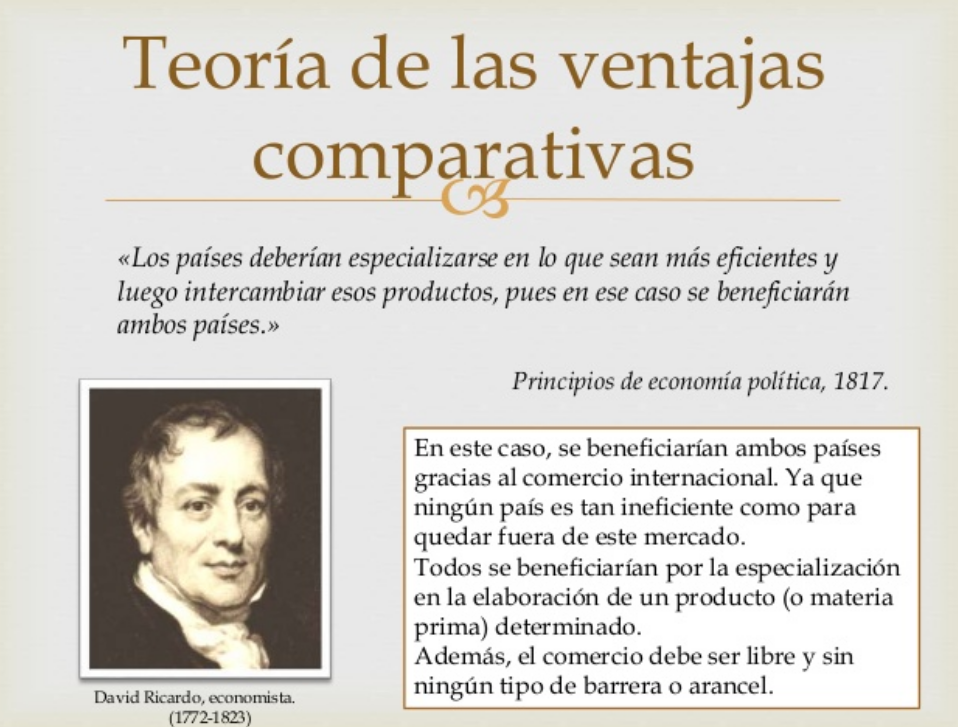 Teoría de las ventajas
comparativas
«Los países deberían especializarse en lo que sean más eficientes y
luego intercambiar esos productos, pues en ese caso se beneficiarán
ambos países.»
Principios de economía política, 1817.
En este caso, se beneficiarían ambos países
gracias al comercio internacional. Ya que
ningún país es tan ineficiente como para
quedar fuera de este mercado.
Todos se beneficiarían por la especialización
en la elaboración de un producto (o materia
prima) determinado.
Además, el comercio debe ser libre y sin
ningún tipo de barrera o arancel.
David Ricardo, economista.
(1772-1823)